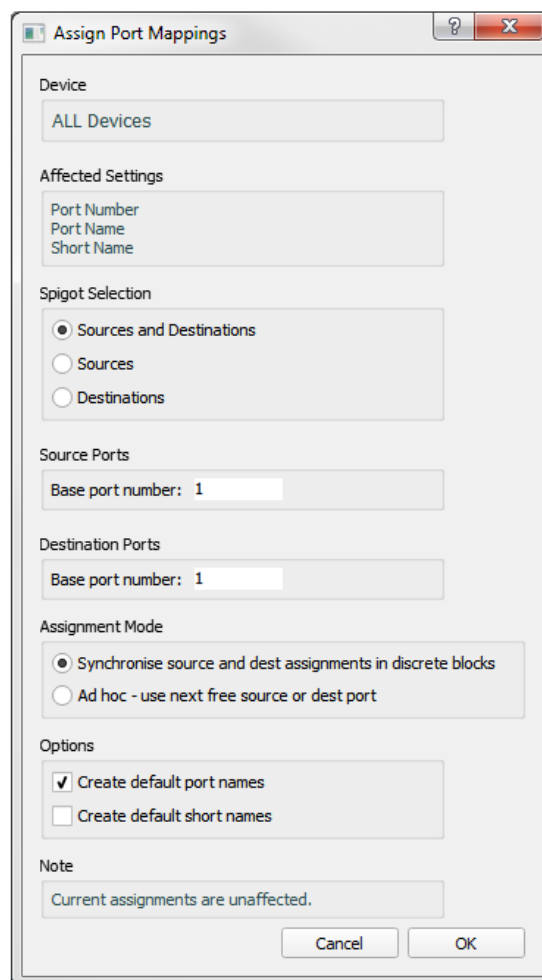 Assign Port Mappings
?
Device
ALL Devices
Affected Settings
Port Number
Port Name
Short Name
Spigot Selection
Sources and Destinations
Sources
Destinations
Source Ports
Base port number: 1
Destination Ports
Base port number: 1
Assignment Mode
Synchronise source and dest assignments in discrete blocks
Ad hoc - use next free source or dest port
Options
Create default port names
Create default short names
Note
Current assignments are unaffected.
Cancel OK